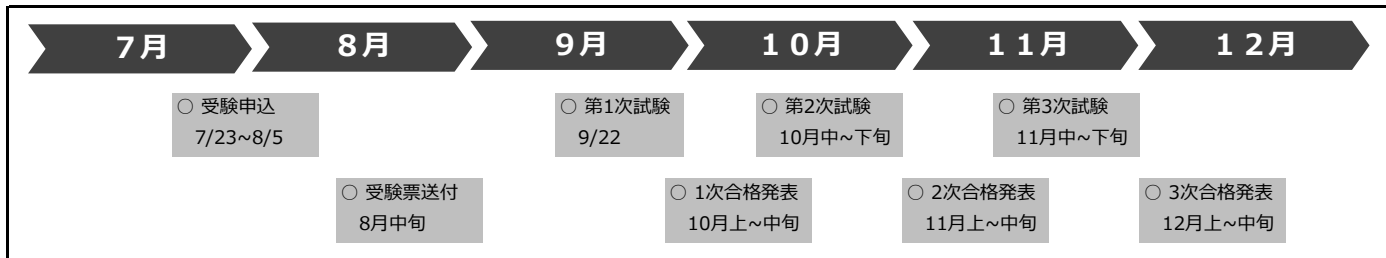 7月
8月
9月
10月
11月
12月
○ 受験申込
7/23~8/5
○ 第1次試験
9/22
○ 第2次試験
10月中~下旬
○ 第3次試験
11月中~下旬
○ 受験票送付
8月中旬
○ 1次合格発表
10月上~中旬
○ 2次合格発表
11月上~中旬
○ 3次合格発表
12月上~中旬